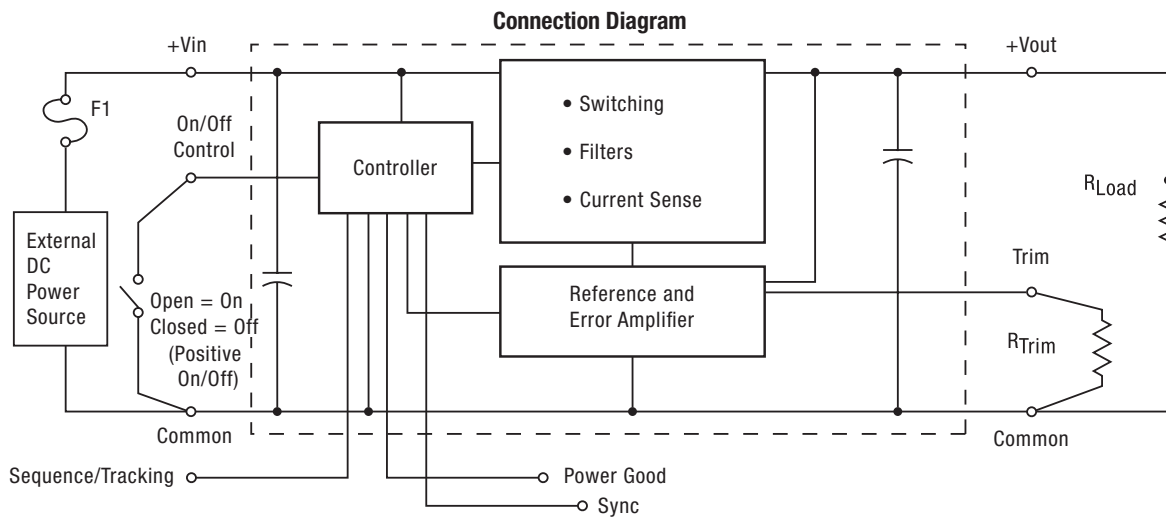 Connection Diagram
+Vin
+Vout
F1
On/Off
Control
Controller
• Switching
• Filters
• Current Sense
RLoad
External
DC
Power
Source
Open = On
Closed = Off
(Positive
On/Off)
Reference and
Error Amplifier
Trim
RTrim
Common
Common
Sequence/Tracking
Power Good
Sync